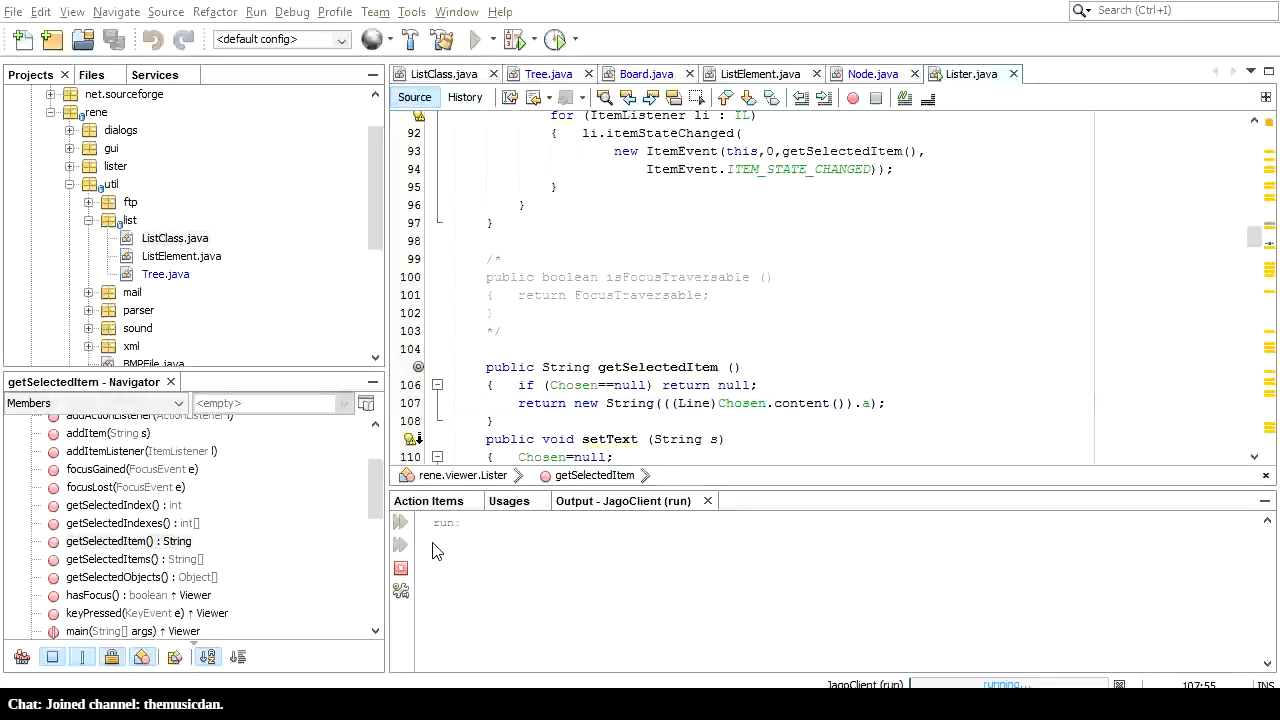 File Edit View Navigate Source Refactor Run Debug Profile Team Tools Window Help
Search (Ctrl+I)
<default config>
Projects Files Services
ListClass.java Tree.java Board.java ListElement.java Node.java Lister.java
Source History
net.sourceforge
rene
dialogs
gui
lister
util
ftp
list
ListClass.java
ListElement.java
Tree.java
mail
parser
sound
xml
BMPFile.java
for (ItemListener li : IL)
92 { li.itemStateChanged(
93 new ItemEvent(this,0,getSelectedItem(),
94 ItemEvent.ITEM_STATE_CHANGED));
95 }
96 }
97 }
98
99 /*
100 public boolean isFocusTraversable ()
101 { return FocusTraversable;
102 }
103 */
104
public String getSelectedItem ()
106 { if (Chosen==null) return null;
107 return new String(((Line)Chosen.content()).a);
108 }
public void setText (String s)
110 { Chosen=null;
rene.viewer.Lister getSelectedItem
getSelectedItem - Navigator
Members <empty>
addActionListener(ActionListener l)
addItem(String s)
addItemListener(ItemListener l)
focusGained(FocusEvent e)
focusLost(FocusEvent e)
getSelectedIndex() : int
getSelectedIndexes() : int[]
getSelectedItem() : String
getSelectedItems() : String[]
getSelectedObjects() : Object[]
hasFocus() : boolean ↑ Viewer
keyPressed(KeyEvent e) ↑ Viewer
main(String[] args) ↑ Viewer
Action Items Usages Output - JagoClient (run)
run:
JagoClient (run) running... 107:55 INS
Chat: Joined channel: themusicdan.